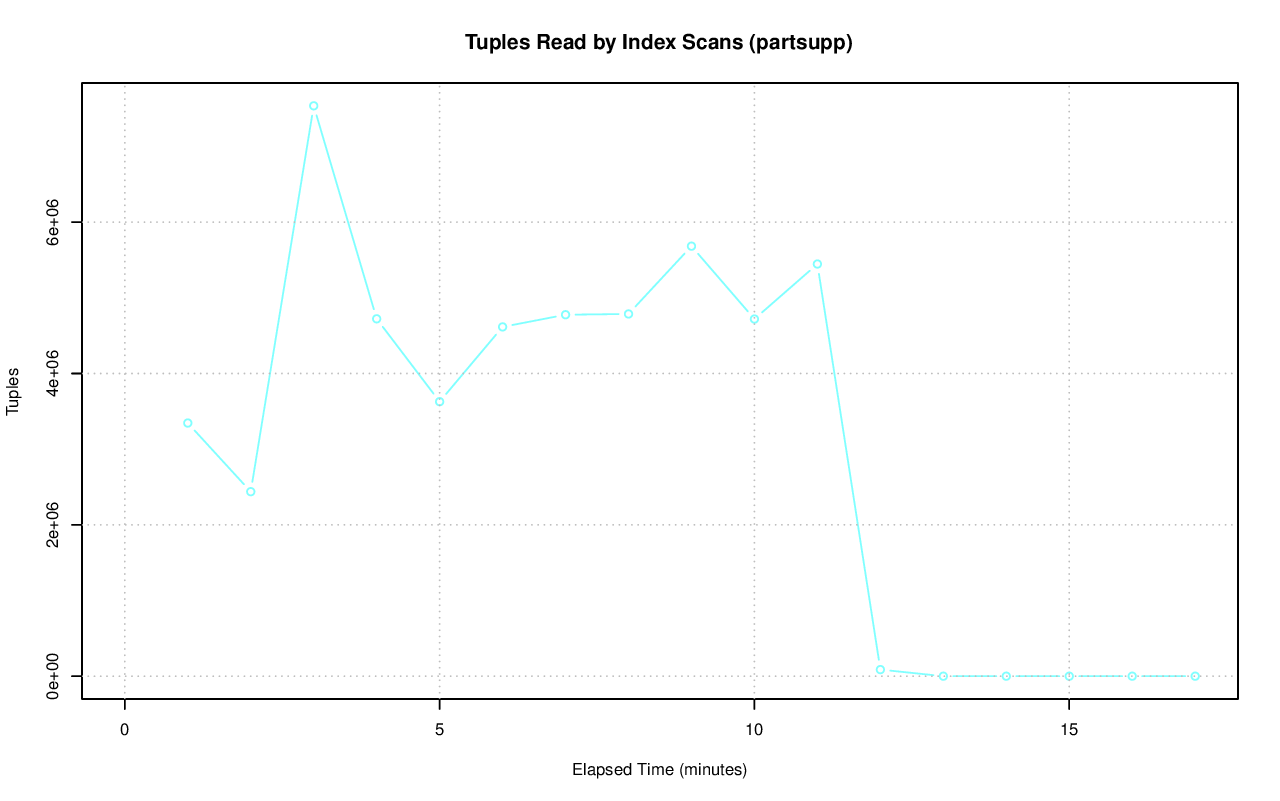 Tuples Read by Index Scans (partsupp)
Tuples
6e+06
4e+06
2e+06
0e+00
0 5 10 15
Elapsed Time (minutes)